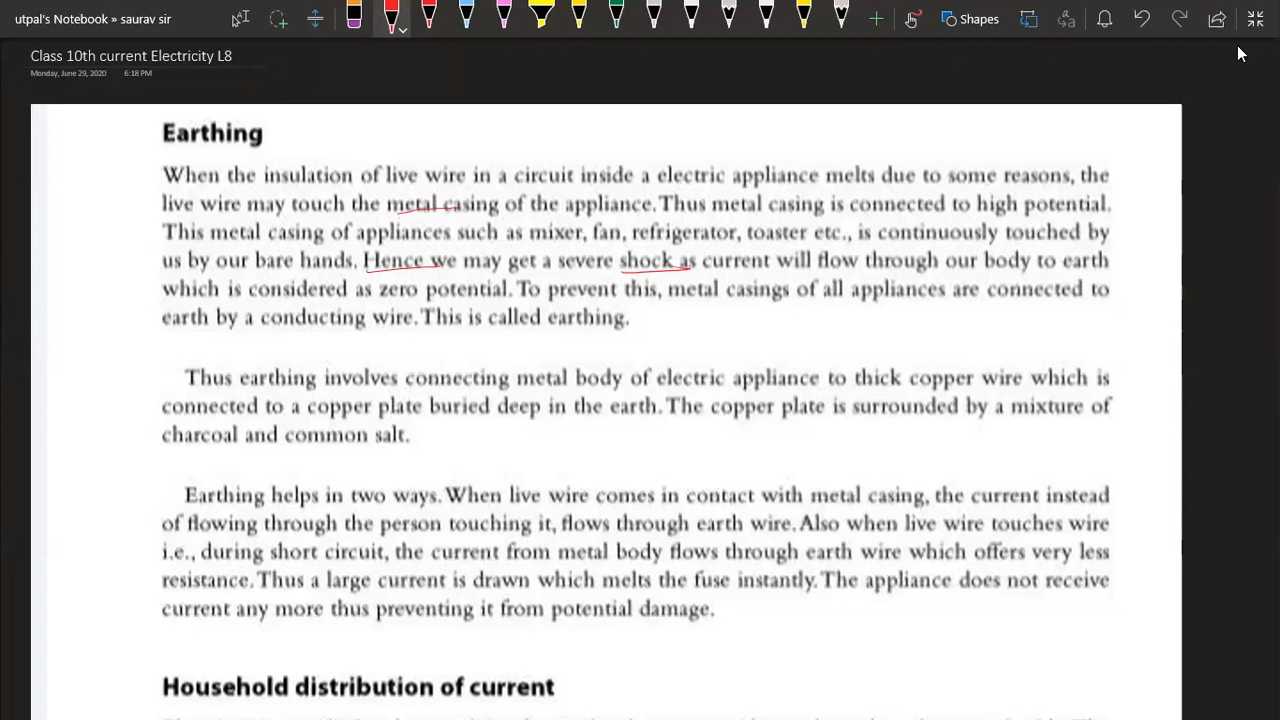 utpal's Notebook » saurav sir
Shapes
Class 10th current Electricity L8
Monday, June 29, 2020 6:18 PM
Earthing
When the insulation of live wire in a circuit inside a electric appliance melts due to some reasons, the
live wire may touch the metal casing of the appliance. Thus metal casing is connected to high potential.
This metal casing of appliances such as mixer, fan, refrigerator, toaster etc., is continuously touched by
us by our bare hands. Hence we may get a severe shock as current will flow through our body to earth
which is considered as zero potential. To prevent this, metal casings of all appliances are connected to
earth by a conducting wire. This is called earthing.
Thus earthing involves connecting metal body of electric appliance to thick copper wire which is
connected to a copper plate buried deep in the earth. The copper plate is surrounded by a mixture of
charcoal and common salt.
Earthing helps in two ways. When live wire comes in contact with metal casing, the current instead
of flowing through the person touching it, flows through earth wire. Also when live wire touches wire
i.e., during short circuit, the current from metal body flows through earth wire which offers very less
resistance. Thus a large current is drawn which melts the fuse instantly. The appliance does not receive
current any more thus preventing it from potential damage.
Household distribution of current